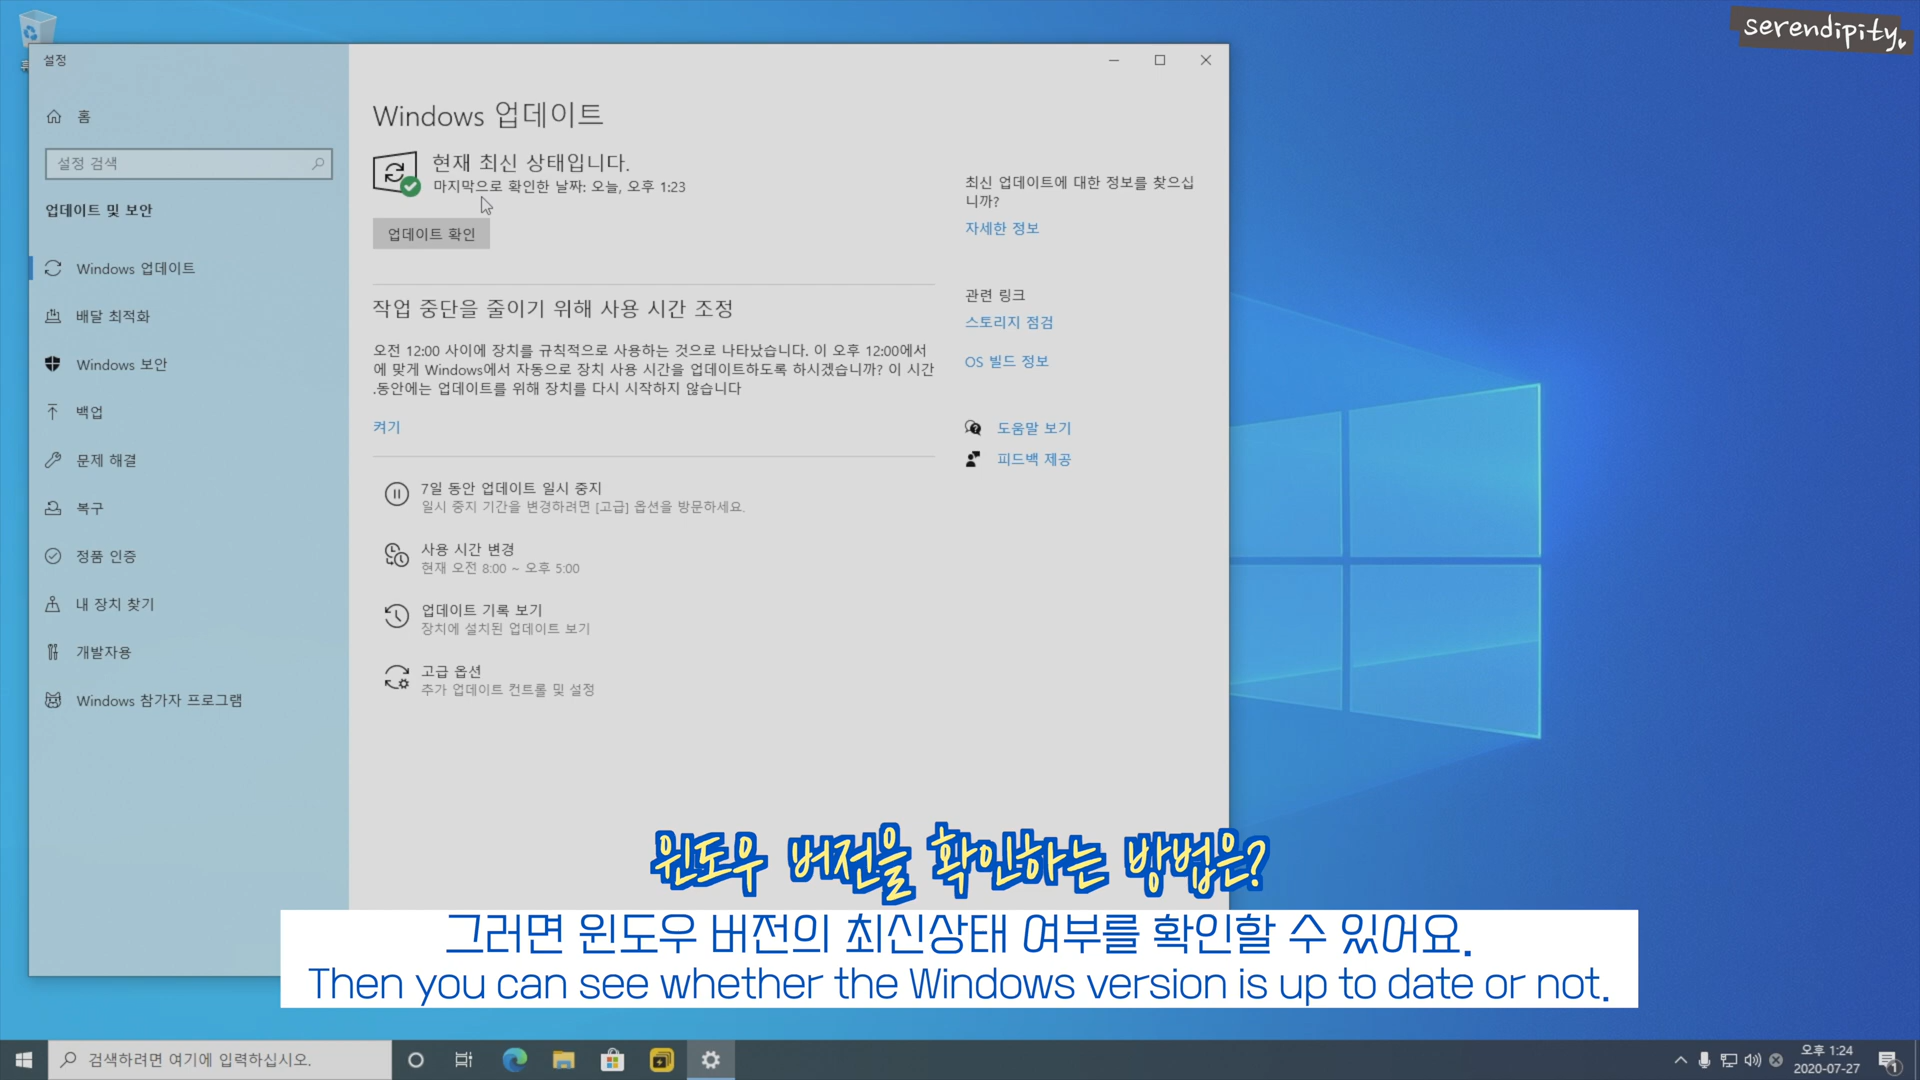 serendipity
설정
홈
설정 검색
업데이트 및 보안
Windows 업데이트
배달 최적화
Windows 보안
백업
문제 해결
복구
정품 인증
내 장치 찾기
개발자용
Windows 참가자 프로그램
Windows 업데이트
현재 최신 상태입니다.
마지막으로 확인한 날짜: 오늘, 오후 1:23
업데이트 확인
작업 중단을 줄이기 위해 사용 시간 조정
오전 12:00 사이에 장치를 규칙적으로 사용하는 것으로 나타났습니다. 이 오후 12:00에서
에 맞게 Windows에서 자동으로 장치 사용 시간을 업데이트하도록 하시겠습니까? 이 시간
.동안에는 업데이트를 위해 장치를 다시 시작하지 않습니다
켜기
7일 동안 업데이트 일시 중지
일시 중지 기간을 변경하려면 [고급] 옵션을 방문하세요.
사용 시간 변경
현재 오전 8:00 ~ 오후 5:00
업데이트 기록 보기
장치에 설치된 업데이트 보기
고급 옵션
추가 업데이트 컨트롤 및 설정
최신 업데이트에 대한 정보를 찾으십
니까?
자세한 정보
관련 링크
스토리지 점검
OS 빌드 정보
도움말 보기
피드백 제공
윈도우 버전을 확인하는 방법은?
그러면 윈도우 버전의 최신상태 여부를 확인할 수 있어요.
Then you can see whether the Windows version is up to date or not.
검색하려면 여기에 입력하십시오.
오후 1:24
2020-07-27
1